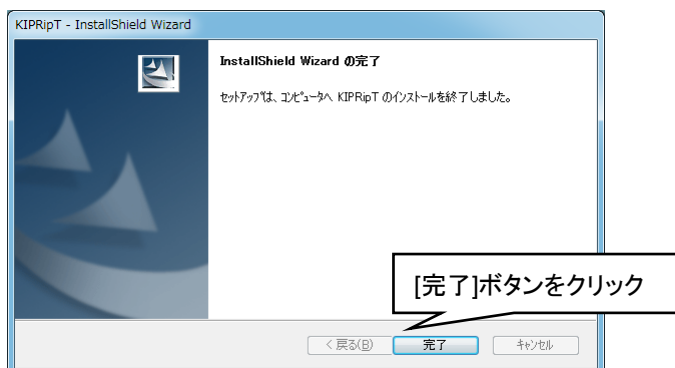 KIPRipT - InstallShield Wizard
InstallShield Wizard の完了
セットアップは、コンピュータへ KIPRipT のインストールを終了しました。
[完了]ボタンをクリック
< 戻る(B)
完了
キャンセル